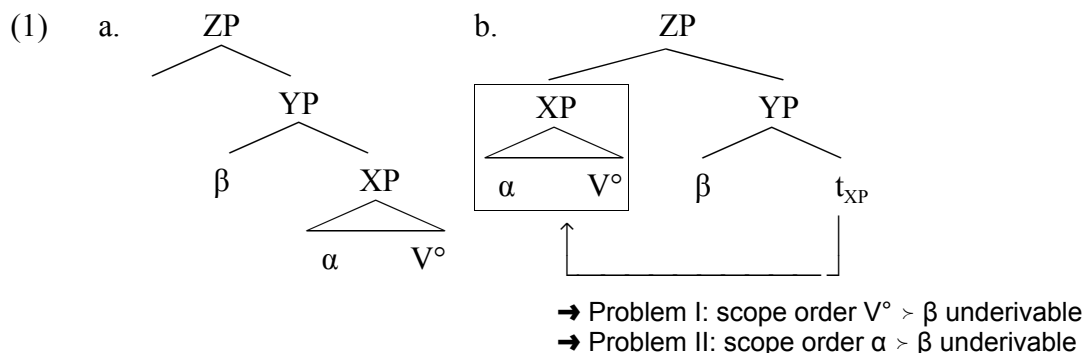 (1) a. ZP b. ZP
YP XP YP
β XP α V° β t_XP
α V°
➔ Problem I: scope order V° ≻ β underivable
➔ Problem II: scope order α ≻ β underivable